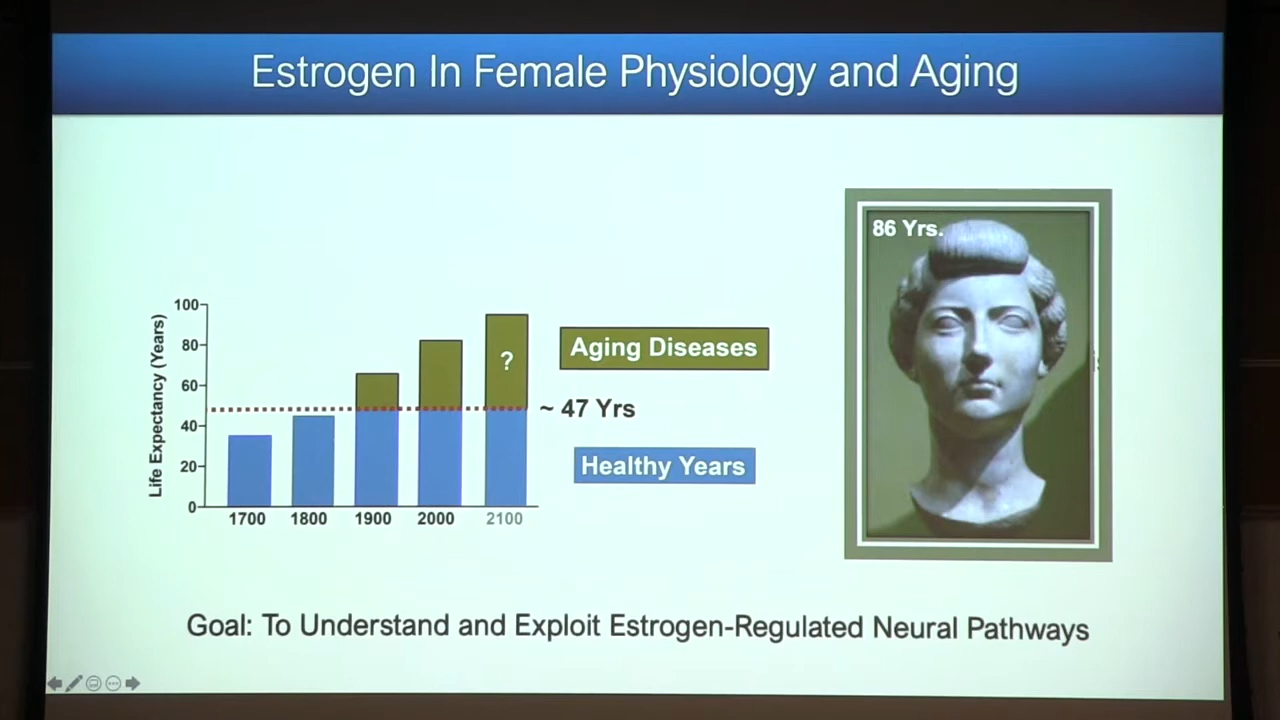 Estrogen In Female Physiology and Aging
86 Yrs.
Life Expectancy (Years)
100
80
60
40
20
0
?
Aging Diseases
~ 47 Yrs
Healthy Years
1700 1800 1900 2000 2100
Goal: To Understand and Exploit Estrogen-Regulated Neural Pathways